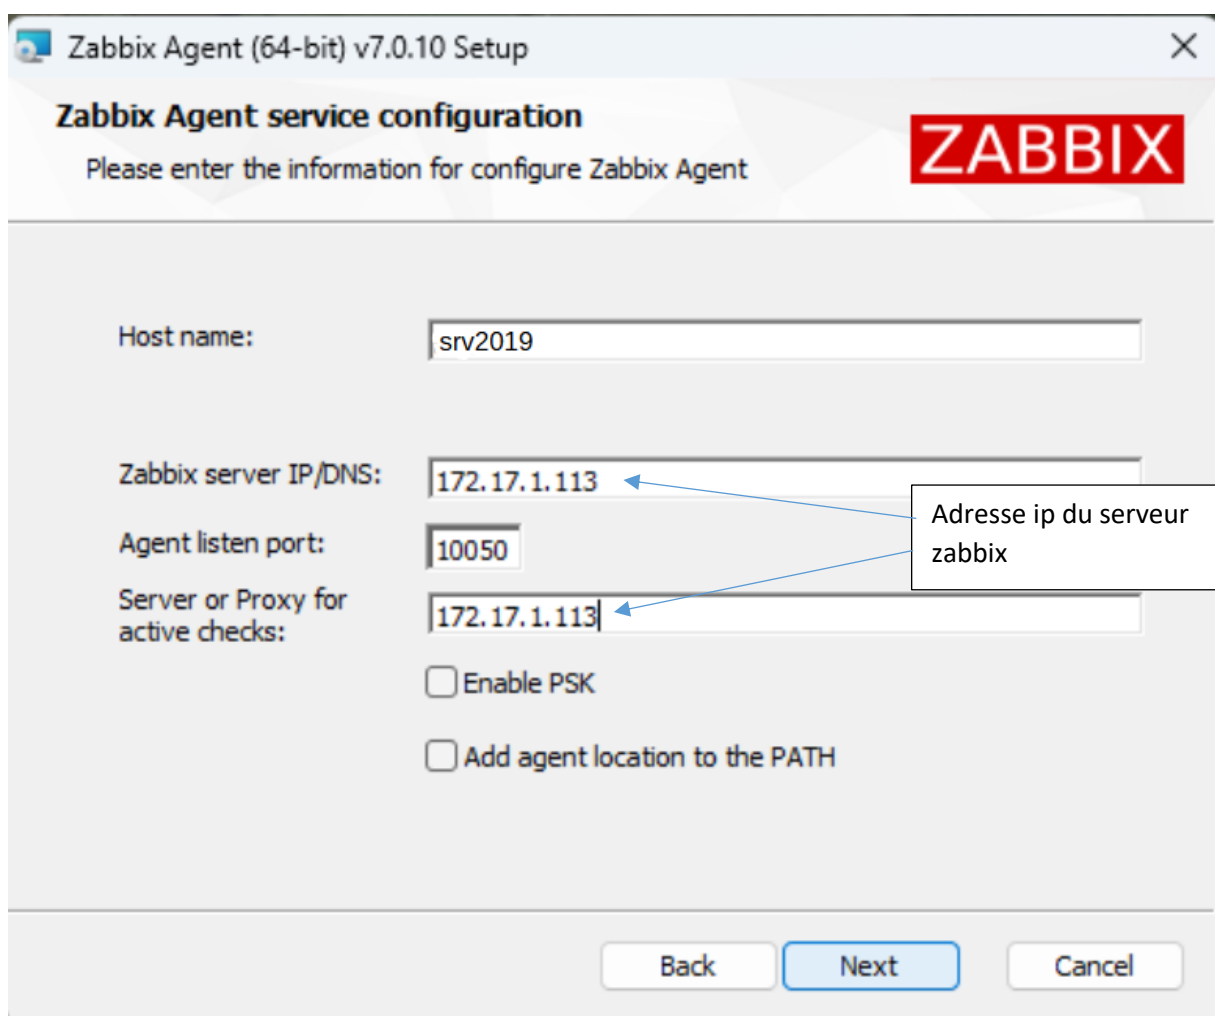 Zabbix Agent (64-bit) v7.0.10 Setup
Zabbix Agent service configuration
Please enter the information for configure Zabbix Agent
ZABBIX
Host name:
srv2019
Zabbix server IP/DNS:
172.17.1.113
Adresse ip du serveur
zabbix
Agent listen port:
10050
Server or Proxy for
active checks:
172.17.1.113
Enable PSK
Add agent location to the PATH
Back
Next
Cancel